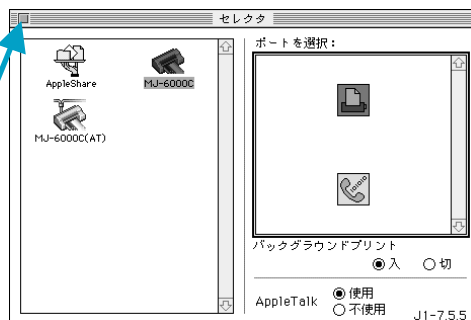 セレクタ
AppleShare
MJ-6000C
MJ-6000C(AT)
ポートを選択：
バックグラウンドプリント
入 切
AppleTalk
使用
不使用
J1-7.5.5